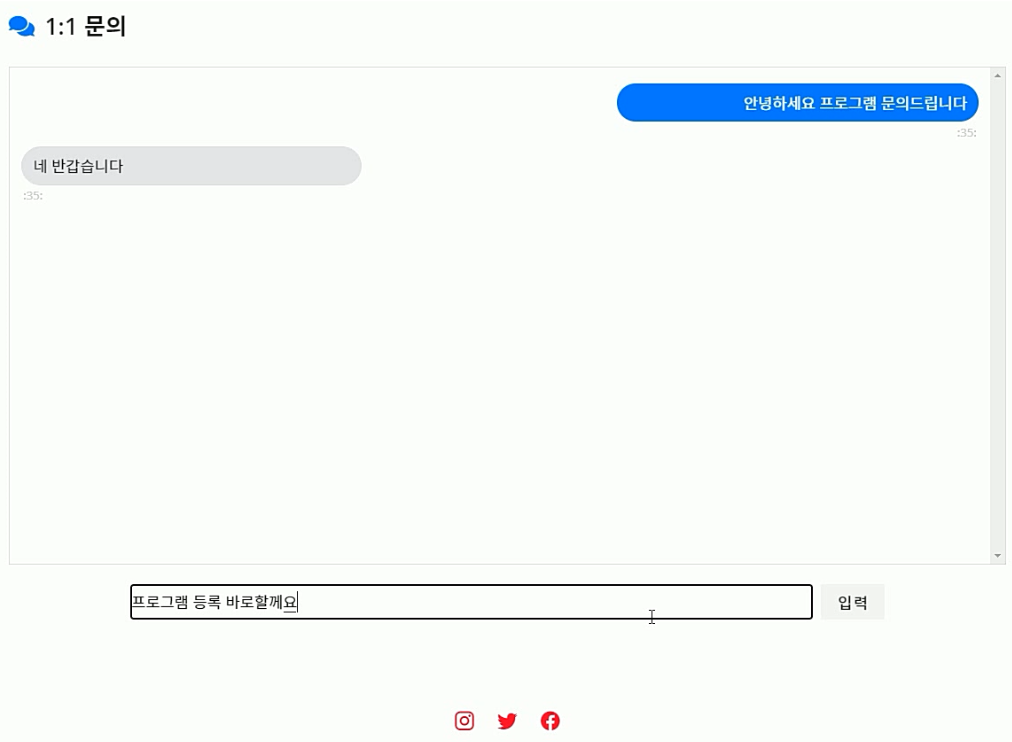 1:1 문의
안녕하세요 프로그램 문의드립니다
:35:
네 반갑습니다
:35:
프로그램 등록 바로할께요
입력